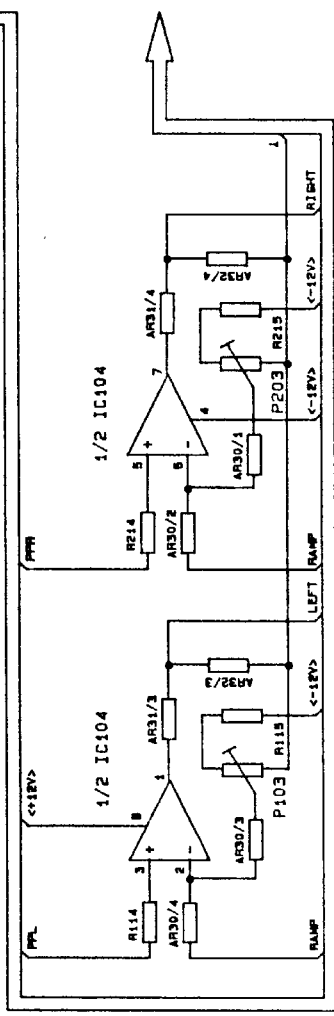 PPL
<+12V>
PPR
R114
3
+
8
1/2 IC104
1
AR31/3
AR30/4
2
-
AR30/3
P103
R115
AR32/3
<-12V>
RAMP
LEFT
R214
5
+
1/2 IC104
7
AR31/4
AR30/2
6
-
4
AR30/1
P203
R215
AR32/4
<-12V>
<-12V>
RAMP
RIGHT
⊥